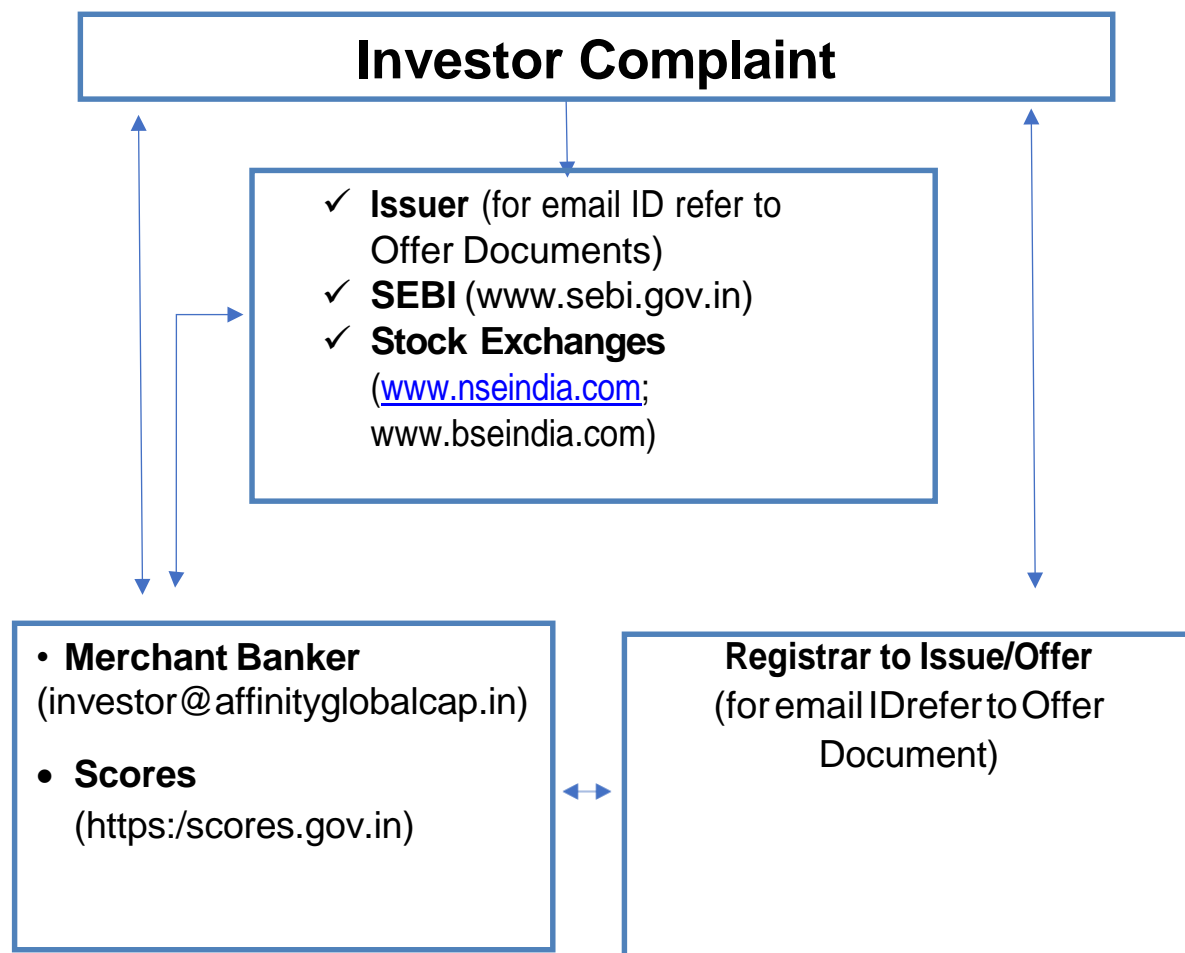 Investor Complaint
✓ Issuer (for email ID refer to
Offer Documents)
✓ SEBI (www.sebi.gov.in)
✓ Stock Exchanges
(www.nseindia.com;
www.bseindia.com)
• Merchant Banker
(investor@affinityglobalcap.in)
• Scores
(https:/scores.gov.in)
Registrar to Issue/Offer
(for email IDrefer to Offer
Document)